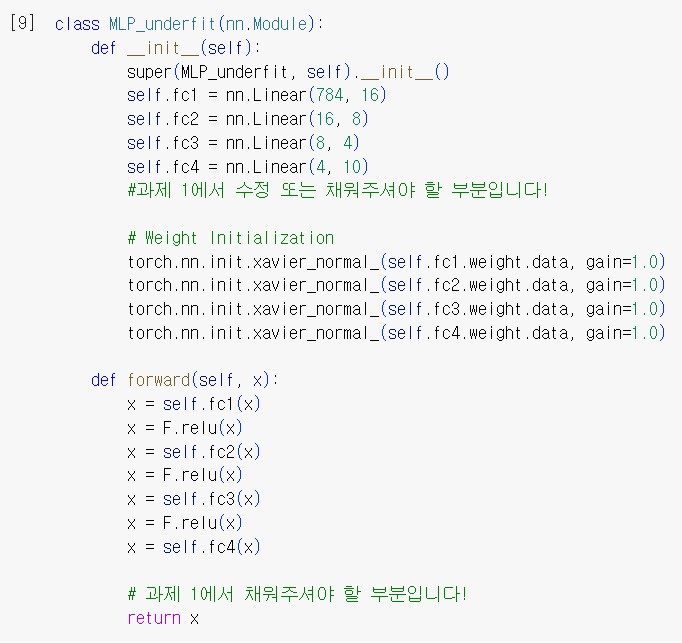 [9] class MLP_underfit(nn.Module):
def __init__(self):
super(MLP_underfit, self).__init__()
self.fc1 = nn.Linear(784, 16)
self.fc2 = nn.Linear(16, 8)
self.fc3 = nn.Linear(8, 4)
self.fc4 = nn.Linear(4, 10)
#과제 1에서 수정 또는 채워주셔야 할 부분입니다!
# Weight Initialization
torch.nn.init.xavier_normal_(self.fc1.weight.data, gain=1.0)
torch.nn.init.xavier_normal_(self.fc2.weight.data, gain=1.0)
torch.nn.init.xavier_normal_(self.fc3.weight.data, gain=1.0)
torch.nn.init.xavier_normal_(self.fc4.weight.data, gain=1.0)
def forward(self, x):
x = self.fc1(x)
x = F.relu(x)
x = self.fc2(x)
x = F.relu(x)
x = self.fc3(x)
x = F.relu(x)
x = self.fc4(x)
# 과제 1에서 채워주셔야 할 부분입니다!
return x